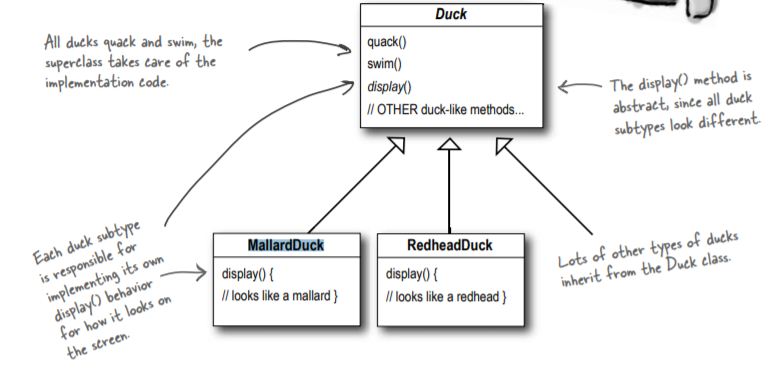 Duck
All ducks quack and swim, the
superclass takes care of the
implementation code.
quack()
swim()
display()
// OTHER duck-like methods...
The display() method is
abstract, since all duck
subtypes look different.
Each duck subtype
is responsible for
implementing its own
display() behavior
for how it looks on
the screen.
MallardDuck
display() {
// looks like a mallard }
RedheadDuck
display() {
// looks like a redhead }
Lots of other types of ducks
inherit from the Duck class.